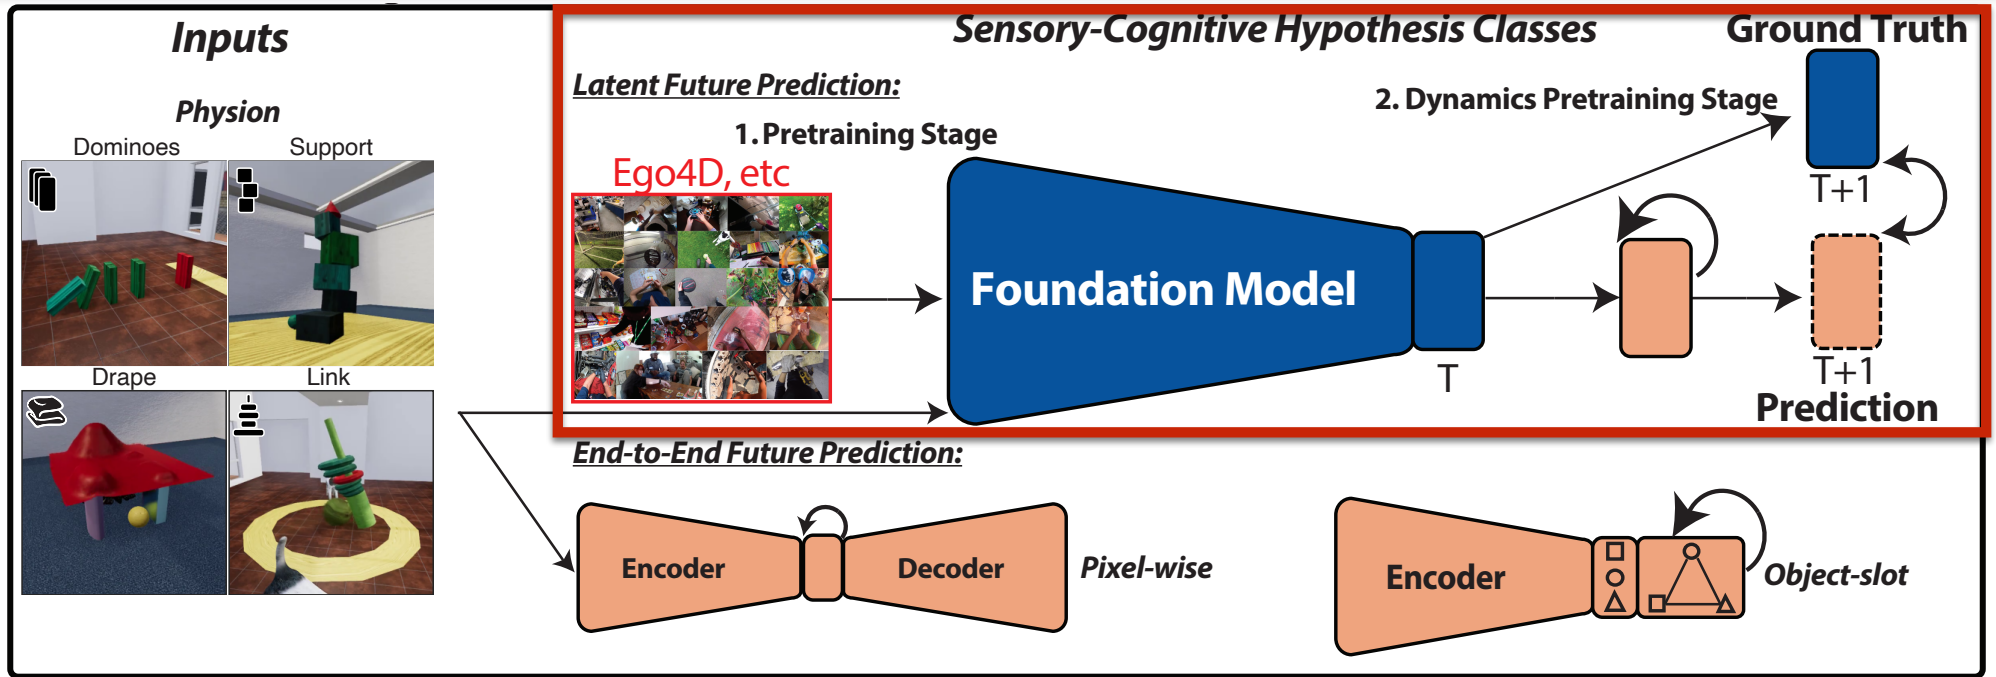 Inputs
Physion
Dominoes
Support
Drape
Link
Sensory-Cognitive Hypothesis Classes
Ground Truth
Latent Future Prediction:
2. Dynamics Pretraining Stage
1. Pretraining Stage
Ego4D, etc
Foundation Model
T
T+1
T+1
Prediction
End-to-End Future Prediction:
Encoder
Decoder
Pixel-wise
Encoder
Object-slot